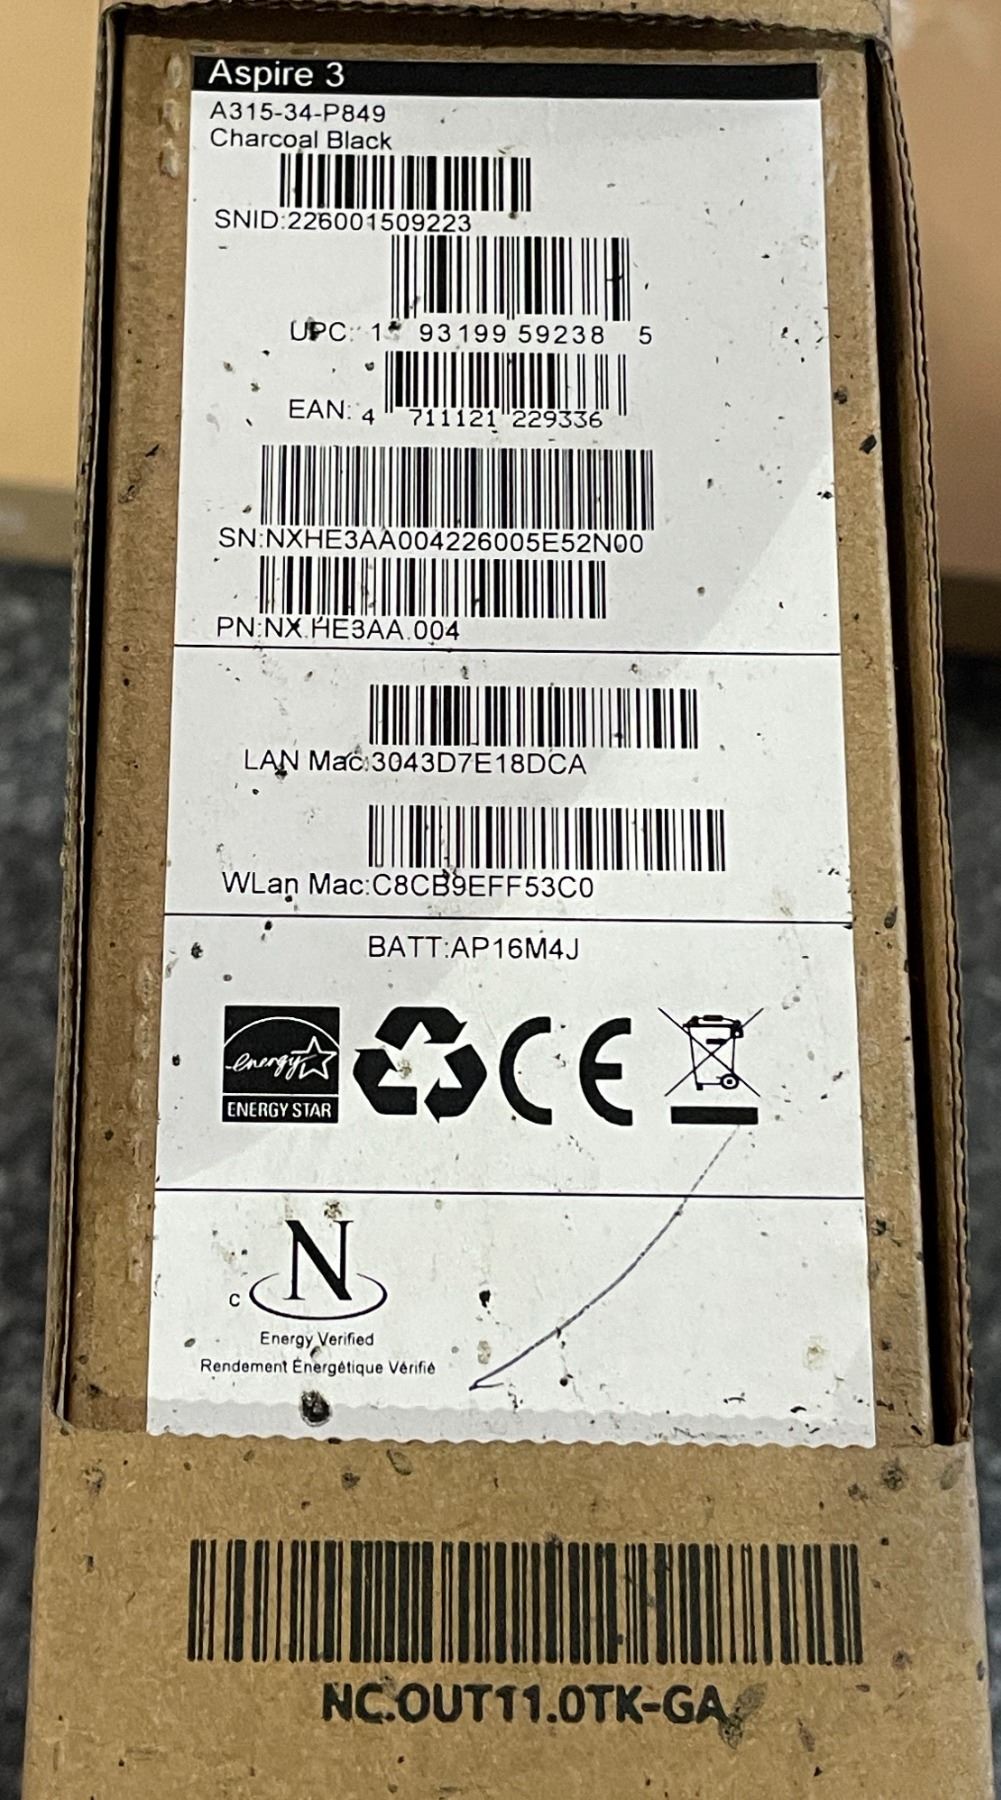 Aspire 3
A315-34-P849
Charcoal Black
SNID:226001509223
UPC: 1 93199 59238 5
EAN: 4 711121 229336
SN:NXHE3AA004226005E52N00
PN:NX.HE3AA.004
LAN Mac:3043D7E18DCA
WLan Mac:C8CB9EFF53C0
BATT:AP16M4J
energy
ENERGY STAR
CE
N
C
Energy Verified
Rendement Énergétique Vérifié
NC.OUT11.0TK-GA